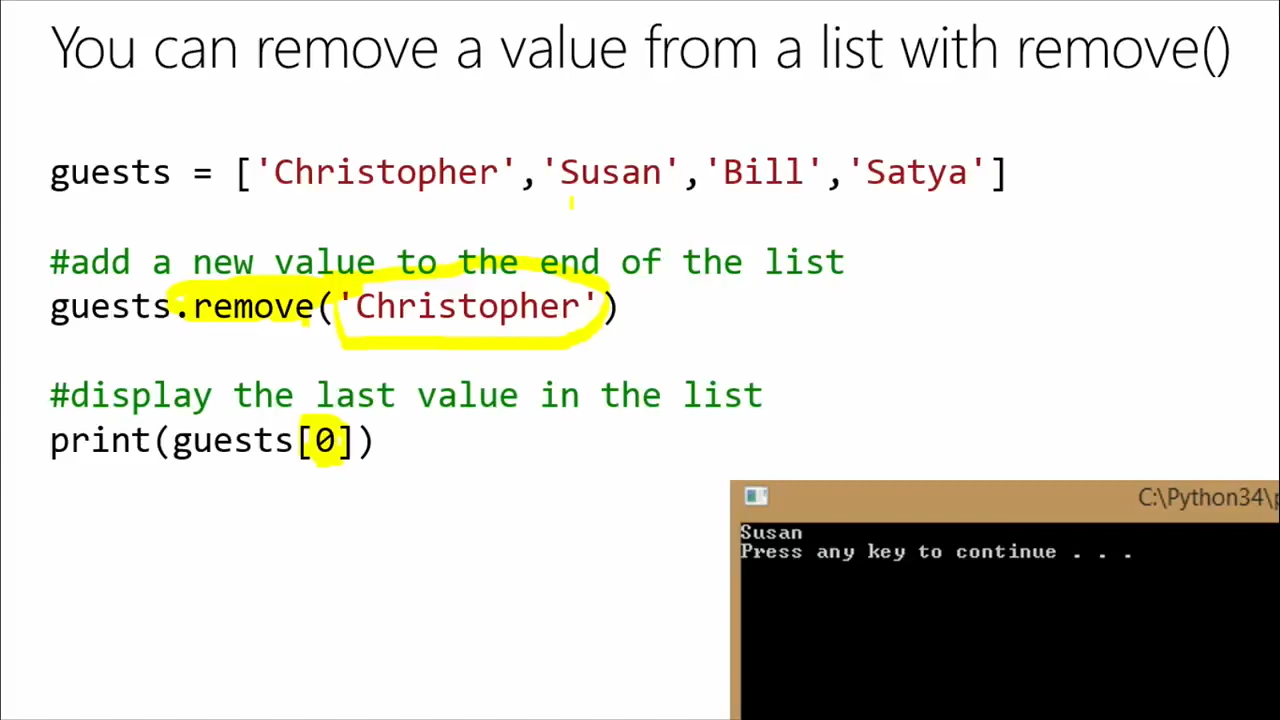 You can remove a value from a list with remove()
guests = ['Christopher','Susan','Bill','Satya']
#add a new value to the end of the list
guests.remove('Christopher')
#display the last value in the list
print(guests[0])
C:\Python34\p
Susan
Press any key to continue . . .